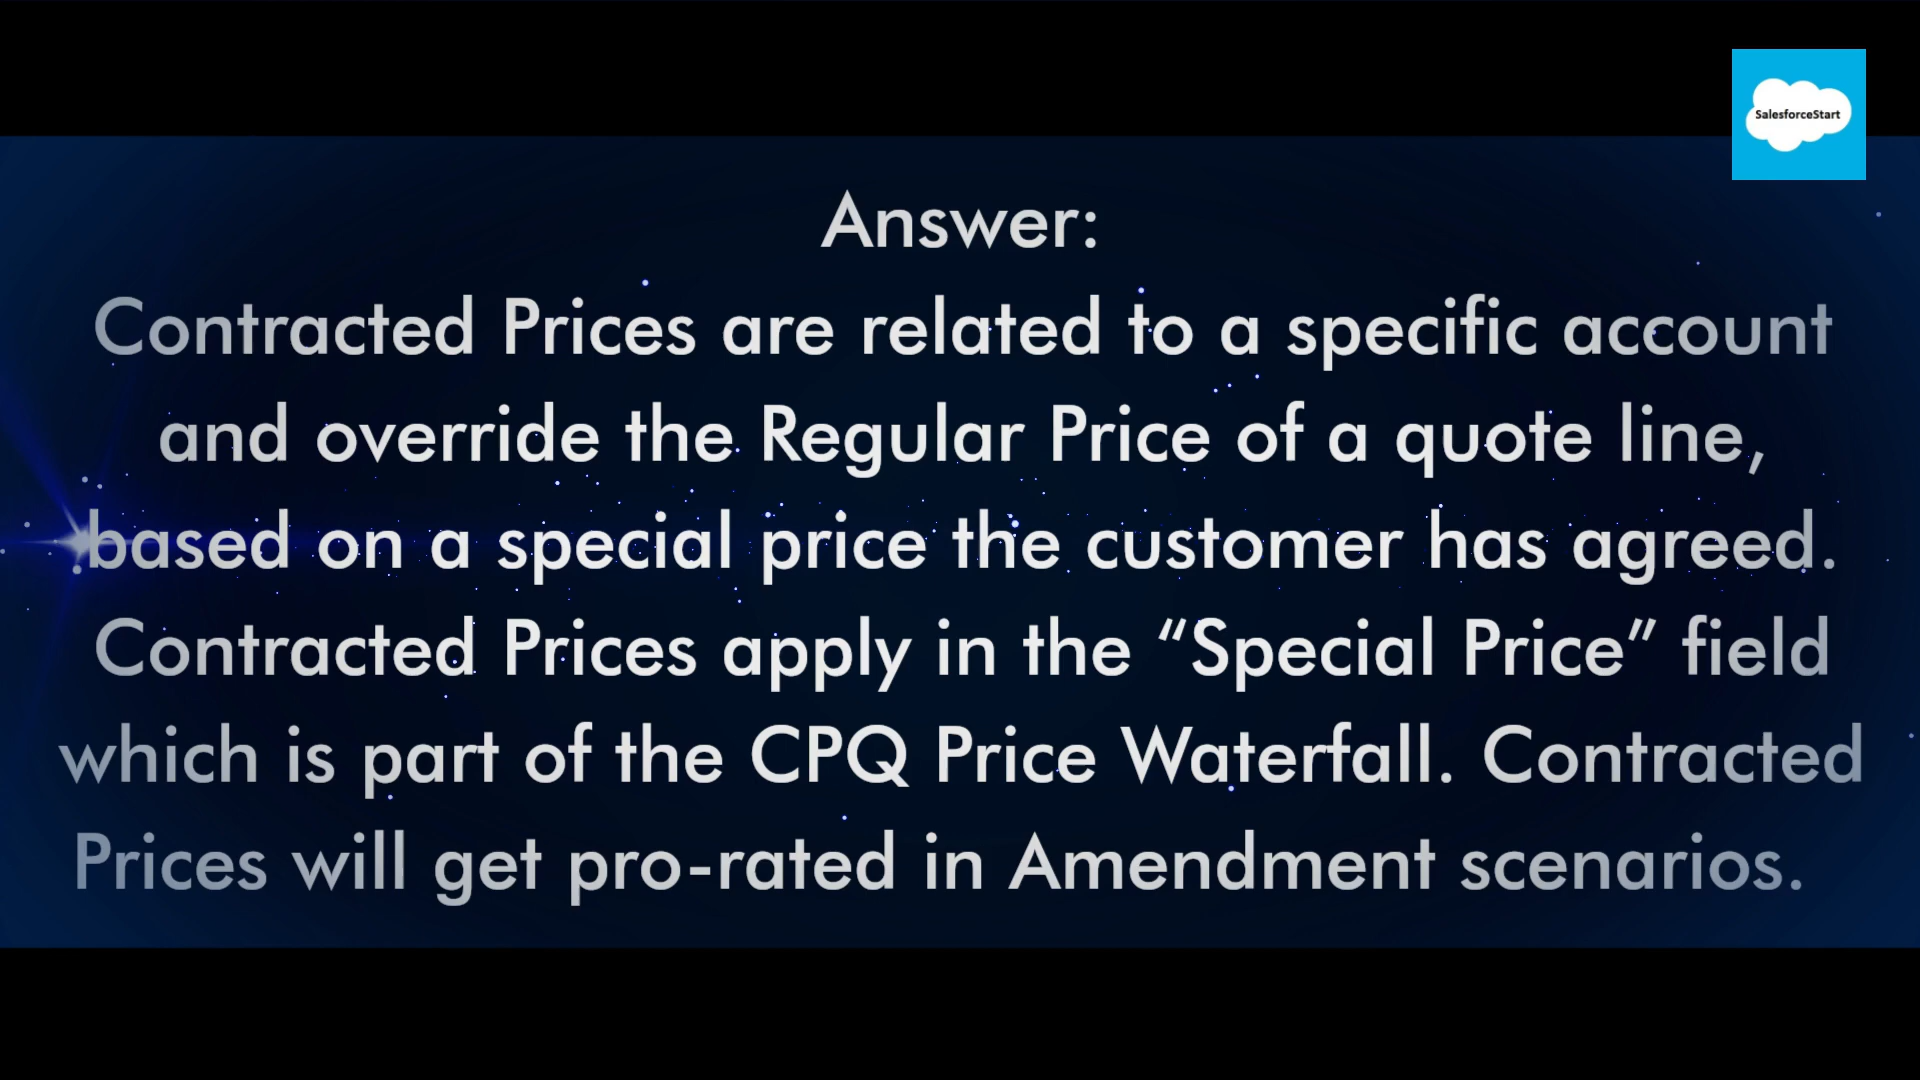 SalesforceStart
Answer:
Contracted Prices are related to a specific account
and override the Regular Price of a quote line,
based on a special price the customer has agreed.
Contracted Prices apply in the “Special Price” field
which is part of the CPQ Price Waterfall. Contracted
Prices will get pro-rated in Amendment scenarios.